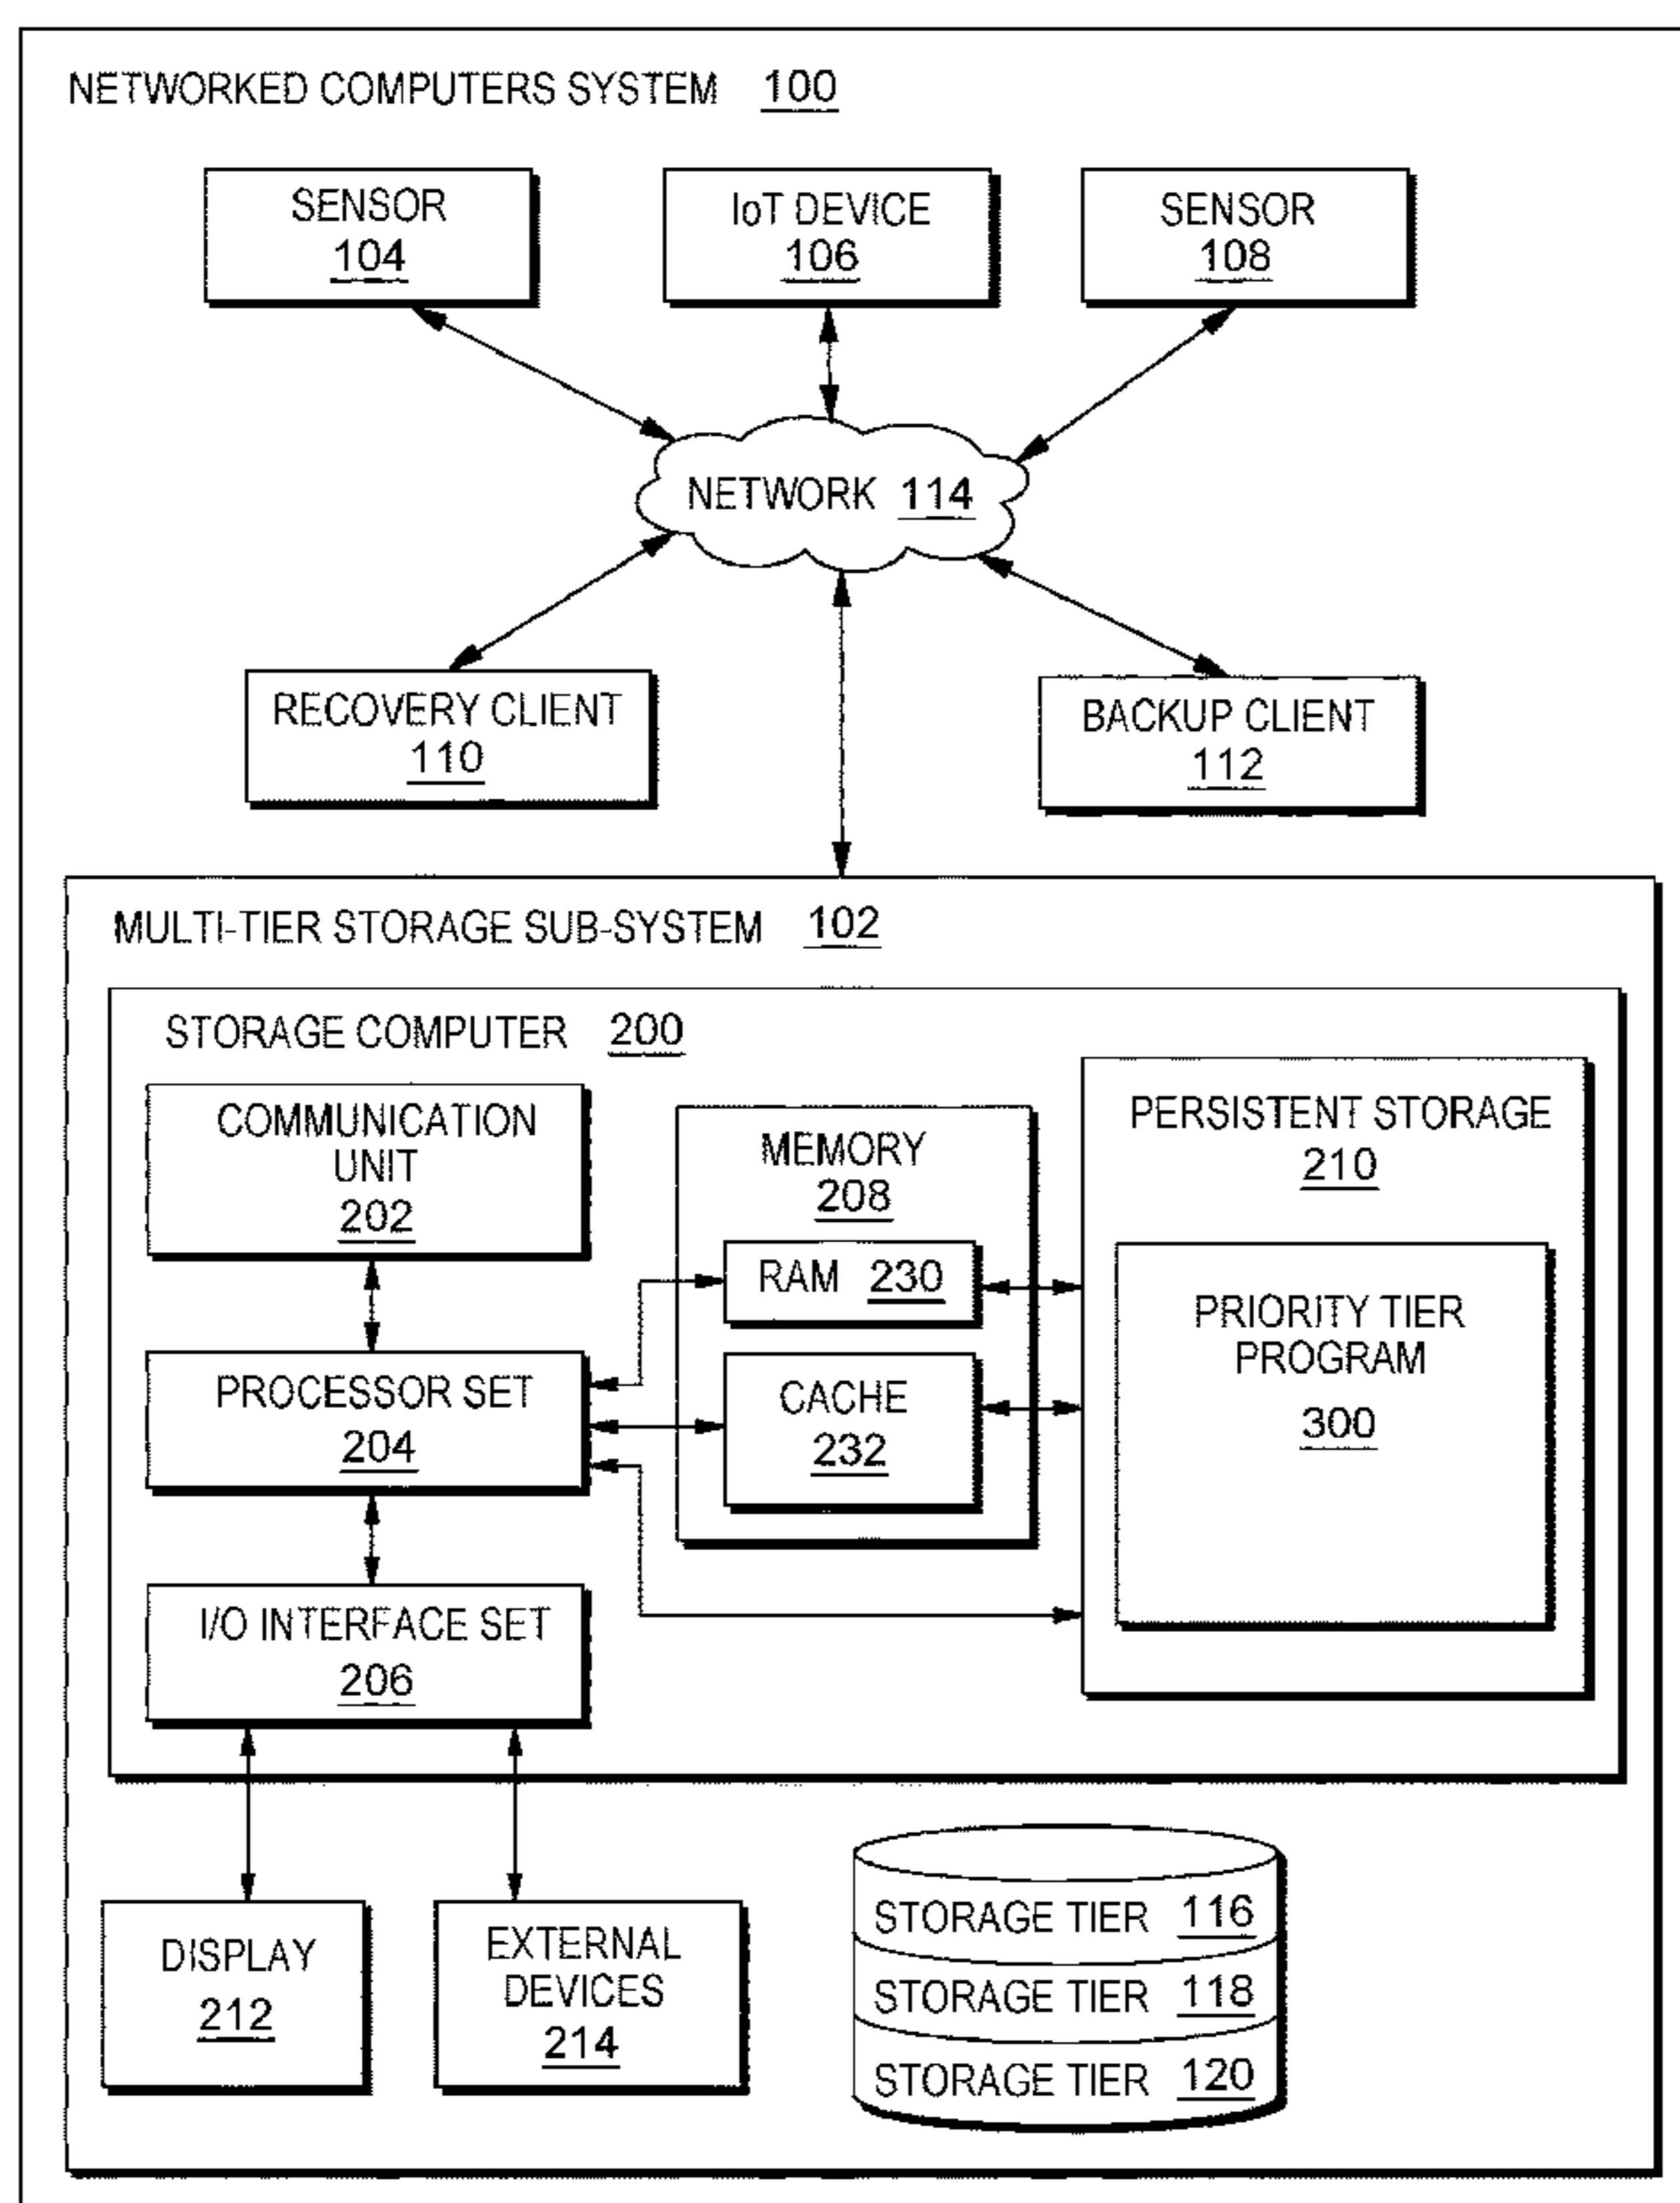 NETWORKED COMPUTERS SYSTEM 100
SENSOR
104
IoT DEVICE
106
SENSOR
108
NETWORK 114
RECOVERY CLIENT
110
BACKUP CLIENT
112
MULTI-TIER STORAGE SUB-SYSTEM 102
STORAGE COMPUTER 200
COMMUNICATION
UNIT
202
MEMORY
208
PERSISTENT STORAGE
210
RAM 230
PRIORITY TIER
PROGRAM
300
PROCESSOR SET
204
CACHE
232
I/O INTERFACE SET
206
DISPLAY
212
EXTERNAL
DEVICES
214
STORAGE TIER 116
STORAGE TIER 118
STORAGE TIER 120